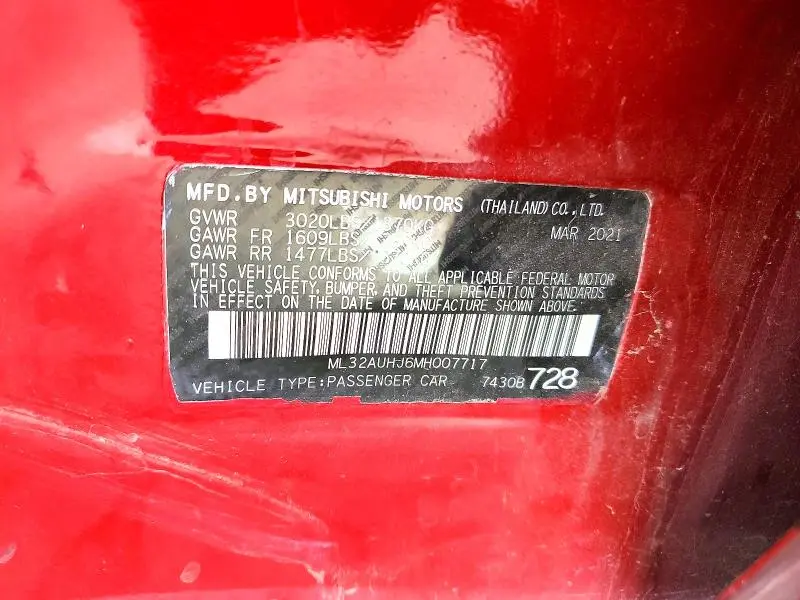 MFD.BY MITSUBISHI MOTORS (THAILAND) CO.,LTD.
GVWR 3020LBS 1370KG MAR 2021
GAWR FR 1609LBS
GAWR RR 1477LBS
THIS VEHICLE CONFORMS TO ALL APPLICABLE FEDERAL MOTOR
VEHICLE SAFETY, BUMPER, AND THEFT PREVENTION STANDARDS
IN EFFECT ON THE DATE OF MANUFACTURE SHOWN ABOVE.
ML32AUHJ6MH007717
VEHICLE TYPE:PASSENGER CAR 7430B 728